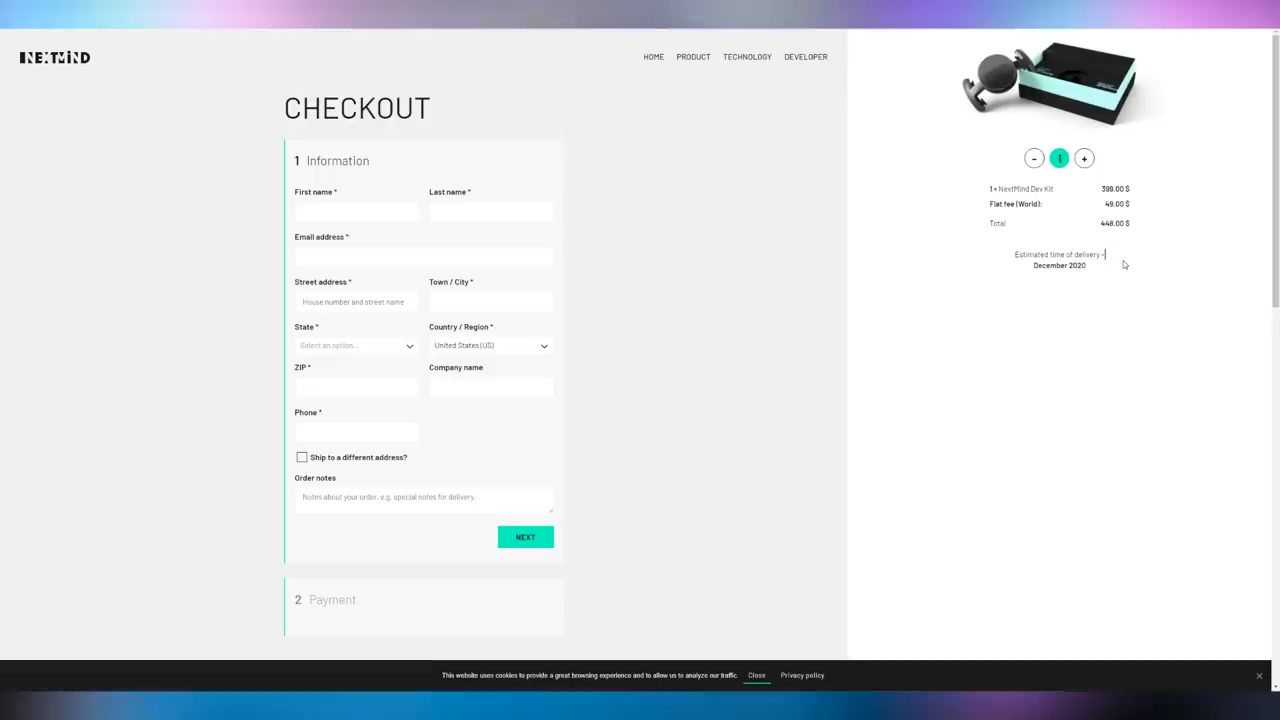 NEXTMIND
HOME PRODUCT TECHNOLOGY DEVELOPER
CHECKOUT
1 Information
First name * Last name *
Email address *
Street address * Town / City *
House number and street name
State * Country / Region *
Select an option... United States (US)
ZIP * Company name
Phone *
Ship to a different address?
Order notes
Notes about your order, e.g. special notes for delivery.
NEXT
2 Payment
- 1 +
1 × NextMind Dev Kit 399.00 $
Flat fee (World): 49.00 $
Total 448.00 $
Estimated time of delivery -
December 2020
This website uses cookies to provide a great browsing experience and to allow us to analyze our traffic. Close Privacy policy